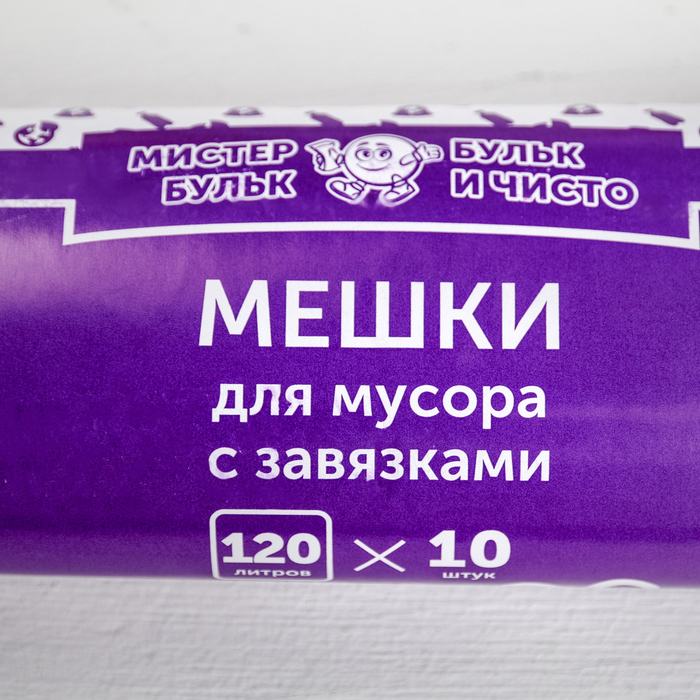 МИСТЕР БУЛЬК
БУЛЬК И ЧИСТО
МЕШКИ
для мусора
с завязками
120 × 10
литров штук